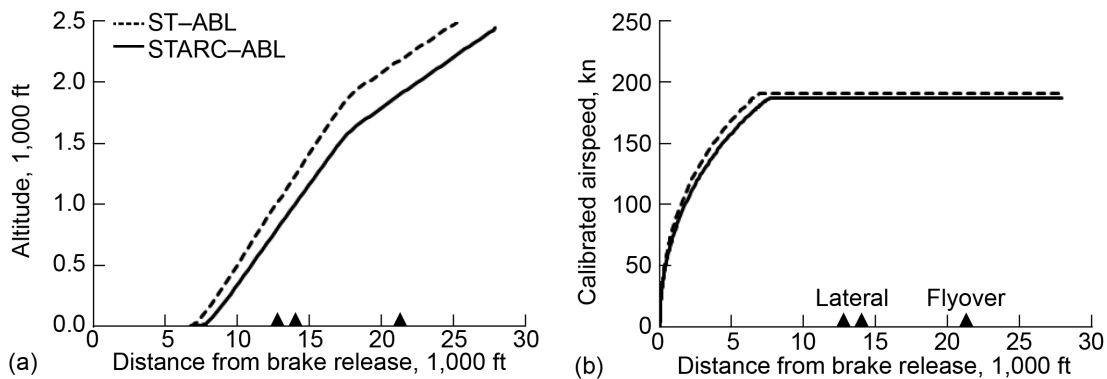 2.5
ST–ABL
STARC–ABL
2.0
1.5
1.0
0.5
0.0
Altitude, 1,000 ft
0 5 10 15 20 25 30
Distance from brake release, 1,000 ft
(a)
250
200
150
100
50
0
Calibrated airspeed, kn
Lateral Flyover
0 5 10 15 20 25 30
Distance from brake release, 1,000 ft
(b)